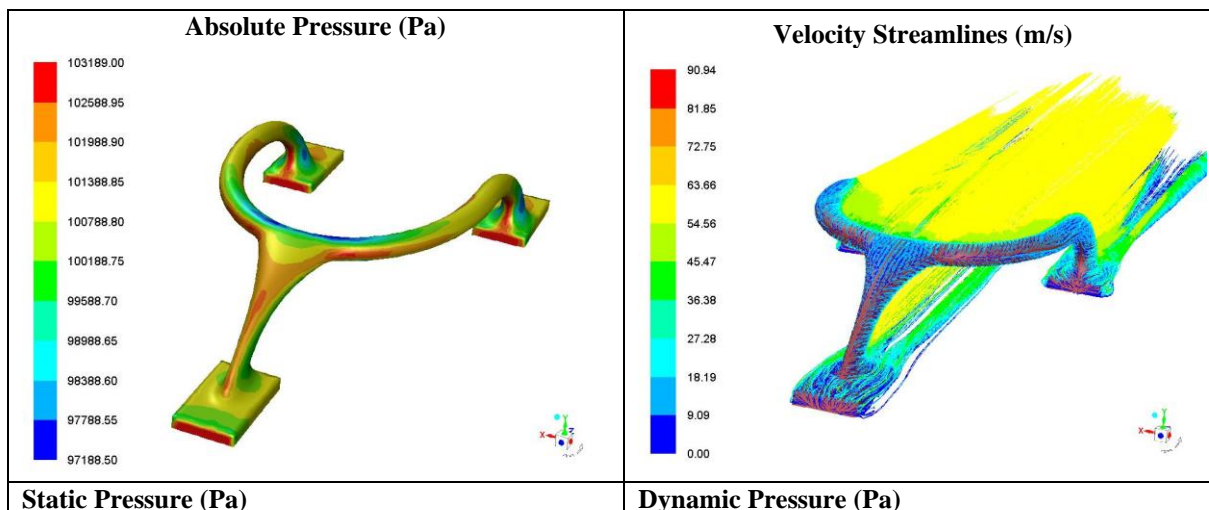 Absolute Pressure (Pa)
103189.00
102588.95
101988.90
101388.85
100788.80
100188.75
99588.70
98988.65
98388.60
97788.55
97188.50
X
Y
Z
Velocity Streamlines (m/s)
90.94
81.85
72.75
63.66
54.56
45.47
36.38
27.28
18.19
9.09
0.00
X
Y
Static Pressure (Pa)
Dynamic Pressure (Pa)